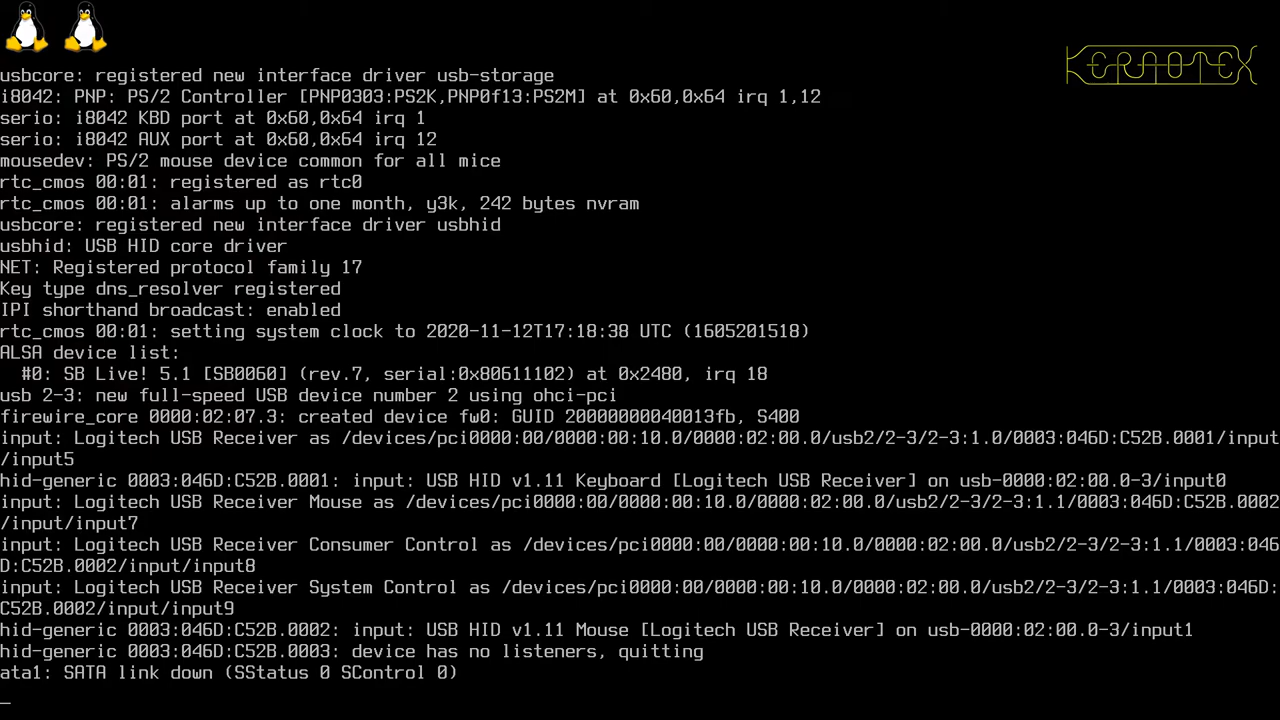 KERNOTEX
usbcore: registered new interface driver usb-storage
i8042: PNP: PS/2 Controller [PNP0303:PS2K,PNP0f13:PS2M] at 0x60,0x64 irq 1,12
serio: i8042 KBD port at 0x60,0x64 irq 1
serio: i8042 AUX port at 0x60,0x64 irq 12
mousedev: PS/2 mouse device common for all mice
rtc_cmos 00:01: registered as rtc0
rtc_cmos 00:01: alarms up to one month, y3k, 242 bytes nvram
usbcore: registered new interface driver usbhid
usbhid: USB HID core driver
NET: Registered protocol family 17
Key type dns_resolver registered
IPI shorthand broadcast: enabled
rtc_cmos 00:01: setting system clock to 2020-11-12T17:18:38 UTC (1605201518)
ALSA device list:
  #0: SB Live! 5.1 [SB0060] (rev.7, serial:0x80611102) at 0x2480, irq 18
usb 2-3: new full-speed USB device number 2 using ohci-pci
firewire_core 0000:02:07.3: created device fw0: GUID 20000000040013fb, S400
input: Logitech USB Receiver as /devices/pci0000:00/0000:00:10.0/0000:02:00.0/usb2/2-3/2-3:1.0/0003:046D:C52B.0001/input
/input5
hid-generic 0003:046D:C52B.0001: input: USB HID v1.11 Keyboard [Logitech USB Receiver] on usb-0000:02:00.0-3/input0
input: Logitech USB Receiver Mouse as /devices/pci0000:00/0000:00:10.0/0000:02:00.0/usb2/2-3/2-3:1.1/0003:046D:C52B.0002
/input/input7
input: Logitech USB Receiver Consumer Control as /devices/pci0000:00/0000:00:10.0/0000:02:00.0/usb2/2-3/2-3:1.1/0003:046
D:C52B.0002/input/input8
input: Logitech USB Receiver System Control as /devices/pci0000:00/0000:00:10.0/0000:02:00.0/usb2/2-3/2-3:1.1/0003:046D:
C52B.0002/input/input9
hid-generic 0003:046D:C52B.0002: input: USB HID v1.11 Mouse [Logitech USB Receiver] on usb-0000:02:00.0-3/input1
hid-generic 0003:046D:C52B.0003: device has no listeners, quitting
ata1: SATA link down (SStatus 0 SControl 0)
_